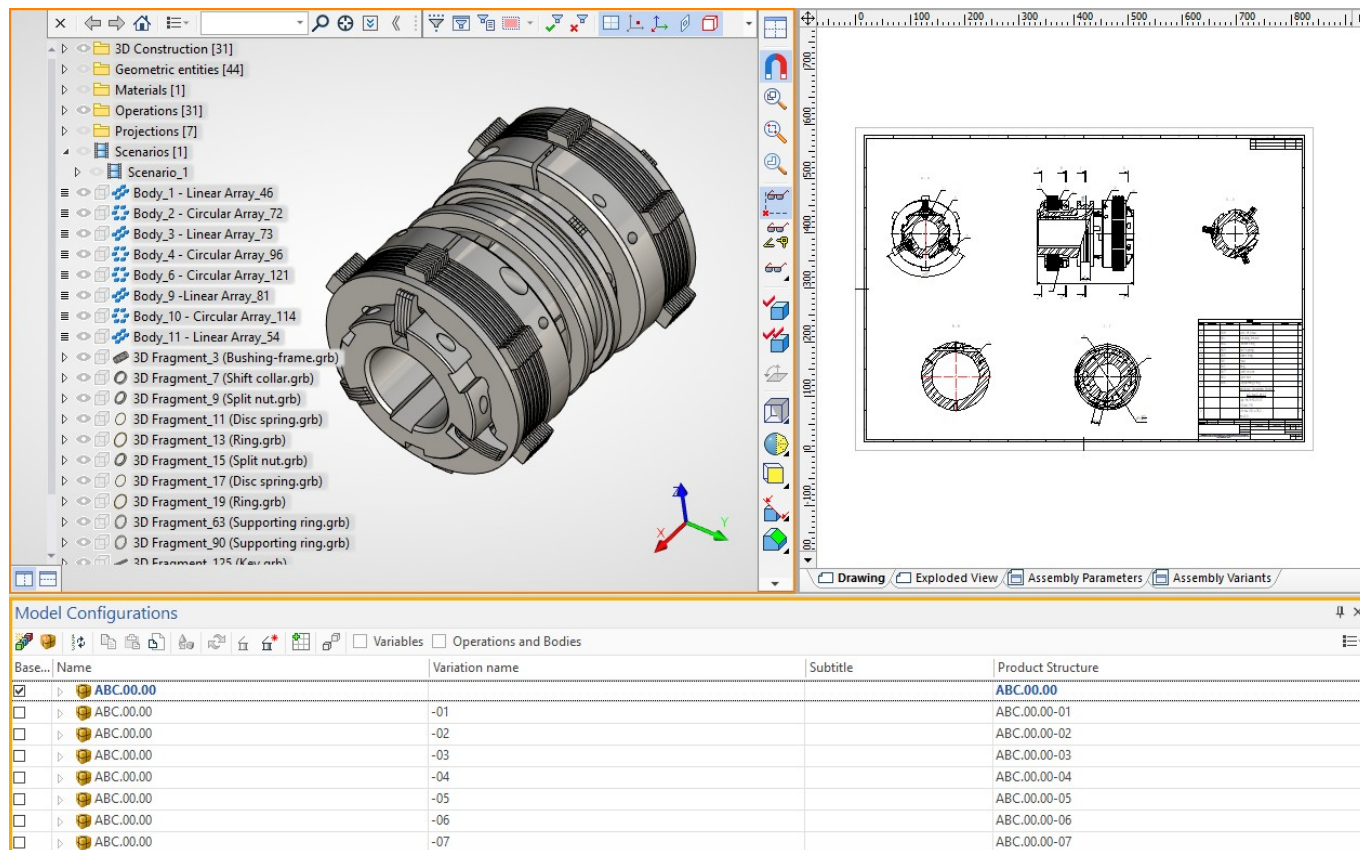 3D Construction [31]
Geometric entities [44]
Materials [1]
Operations [31]
Projections [7]
Scenarios [1]
Scenario_1
Body_1 - Linear Array_46
Body_2 - Circular Array_72
Body_3 - Linear Array_73
Body_4 - Circular Array_96
Body_6 - Circular Array_121
Body_9 -Linear Array_81
Body_10 - Circular Array_114
Body_11 - Linear Array_54
3D Fragment_3 (Bushing-frame.grb)
3D Fragment_7 (Shift collar.grb)
3D Fragment_9 (Split nut.grb)
3D Fragment_11 (Disc spring.grb)
3D Fragment_13 (Ring.grb)
3D Fragment_15 (Split nut.grb)
3D Fragment_17 (Disc spring.grb)
3D Fragment_19 (Ring.grb)
3D Fragment_63 (Supporting ring.grb)
3D Fragment_90 (Supporting ring.grb)
3D Fragment_125 (Key.grb)
Z
X Y
0 100 200 300 400 500 600 700 800
700
600
500
400
300
200
100
0
-100
Drawing Exploded View Assembly Parameters Assembly Variants
Model Configurations
Variables Operations and Bodies
Base... Name Variation name Subtitle Product Structure
ABC.00.00 ABC.00.00
ABC.00.00 -01 ABC.00.00-01
ABC.00.00 -02 ABC.00.00-02
ABC.00.00 -03 ABC.00.00-03
ABC.00.00 -04 ABC.00.00-04
ABC.00.00 -05 ABC.00.00-05
ABC.00.00 -06 ABC.00.00-06
ABC.00.00 -07 ABC.00.00-07